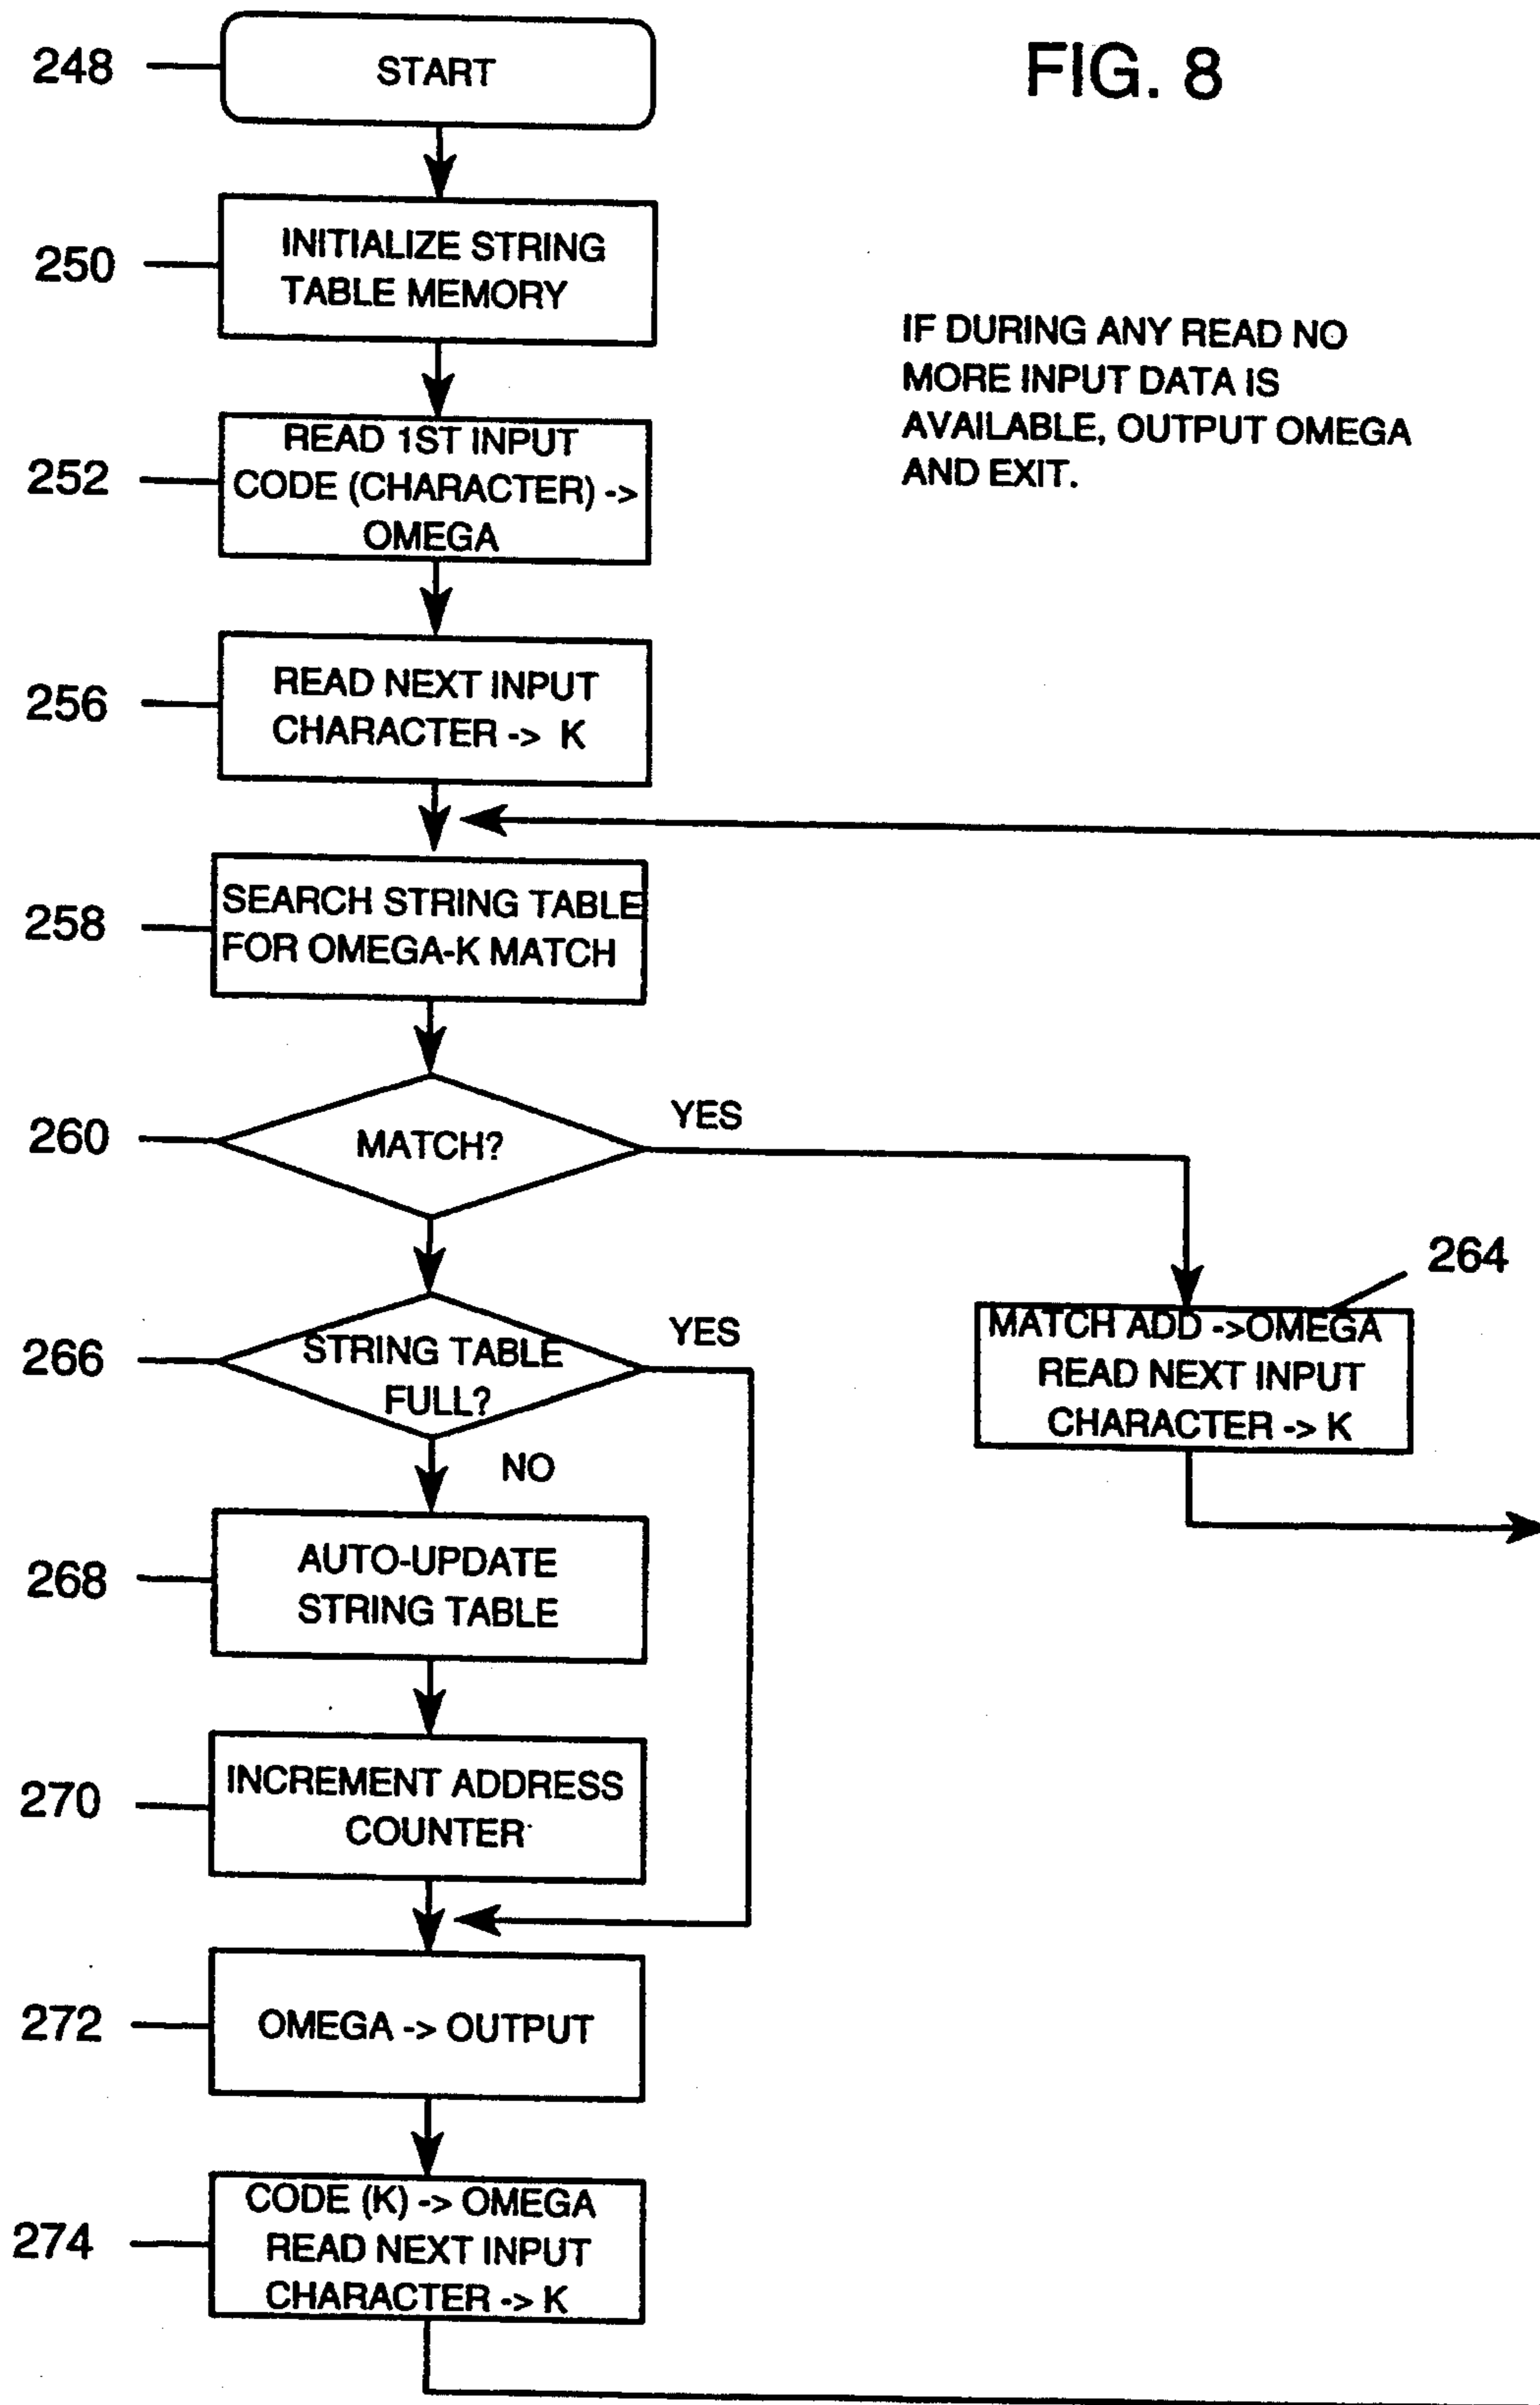 FIG. 8
248
START
250
INITIALIZE STRING
TABLE MEMORY
IF DURING ANY READ NO
MORE INPUT DATA IS
AVAILABLE, OUTPUT OMEGA
AND EXIT.
252
READ 1ST INPUT
CODE (CHARACTER) ->
OMEGA
256
READ NEXT INPUT
CHARACTER -> K
258
SEARCH STRING TABLE
FOR OMEGA-K MATCH
260
MATCH?
YES
264
MATCH ADD ->OMEGA
READ NEXT INPUT
CHARACTER -> K
266
STRING TABLE
FULL?
YES
NO
268
AUTO-UPDATE
STRING TABLE
270
INCREMENT ADDRESS
COUNTER
272
OMEGA -> OUTPUT
274
CODE (K) -> OMEGA
READ NEXT INPUT
CHARACTER -> K